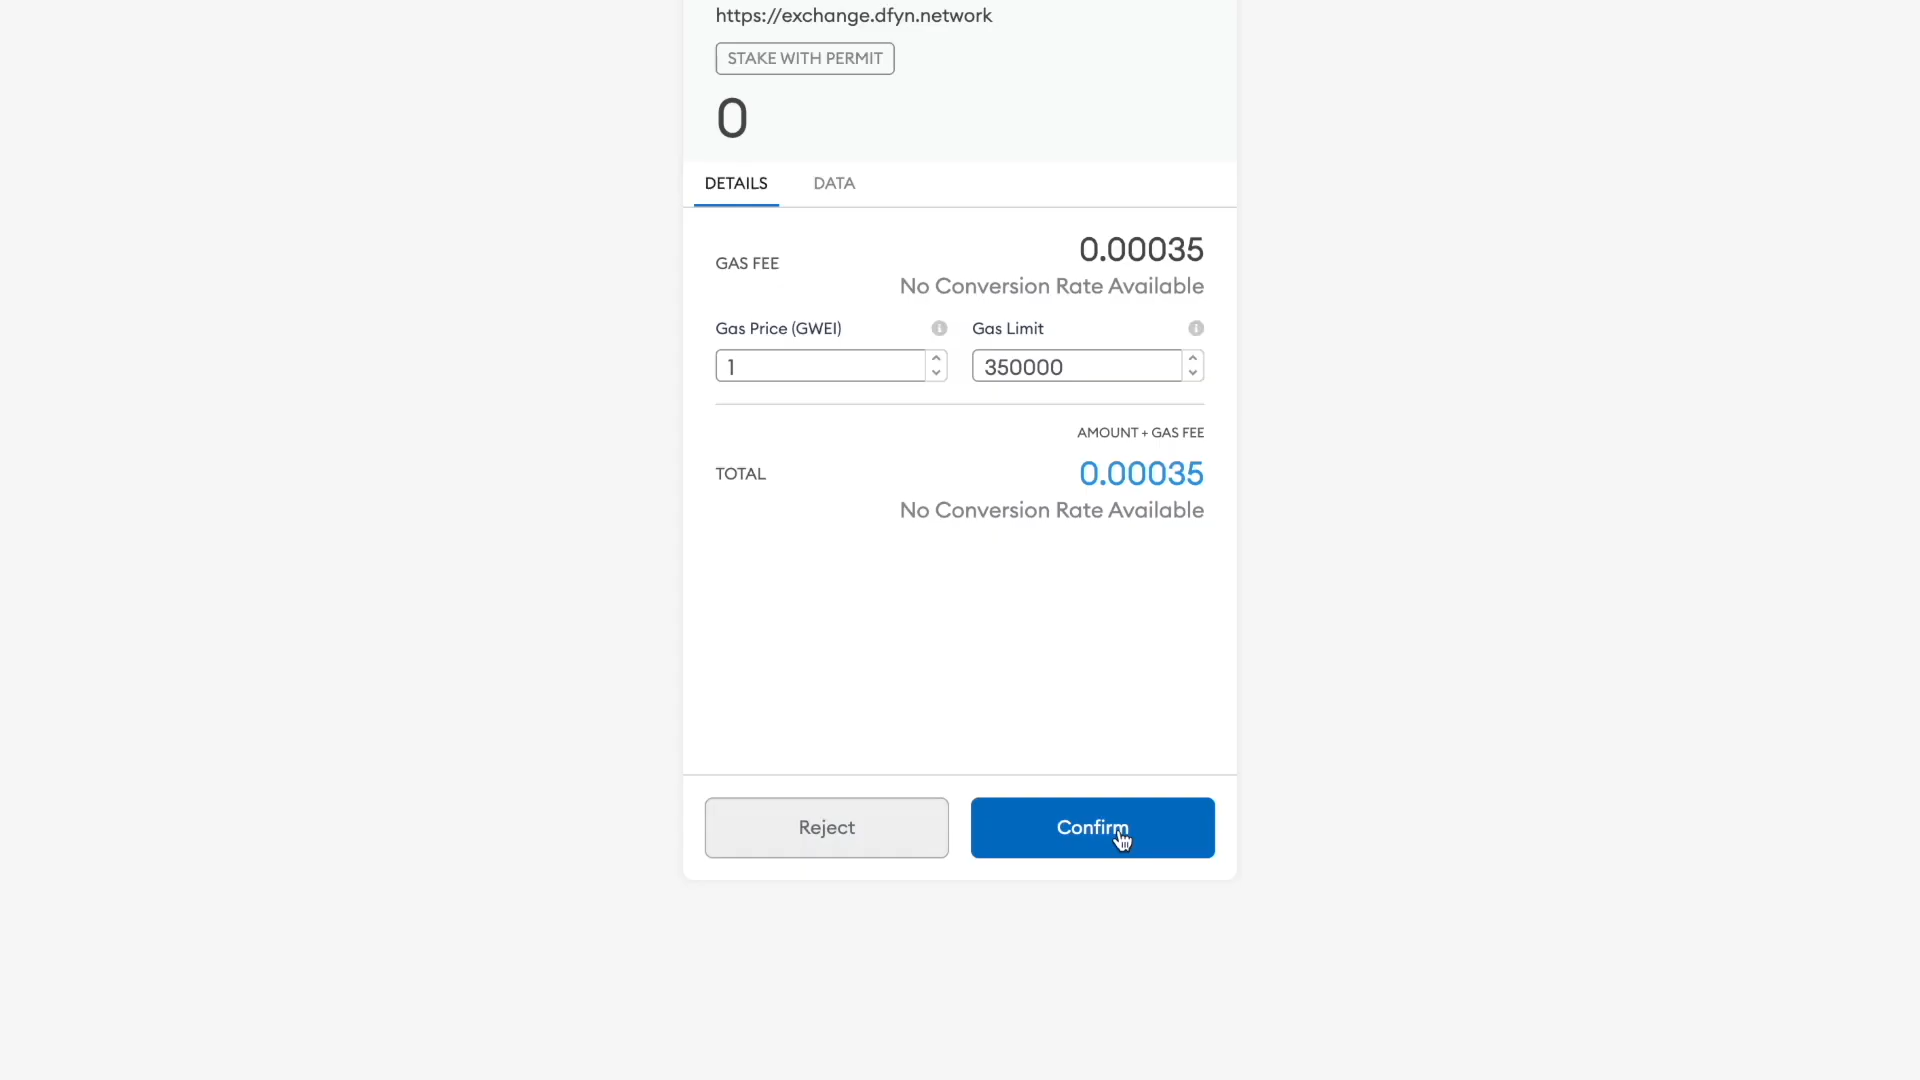 https://exchange.dfyn.network
STAKE WITH PERMIT
0
DETAILS DATA
0.00035
GAS FEE
No Conversion Rate Available
Gas Price (GWEI) Gas Limit
1 350000
AMOUNT + GAS FEE
TOTAL 0.00035
No Conversion Rate Available
Reject Confirm